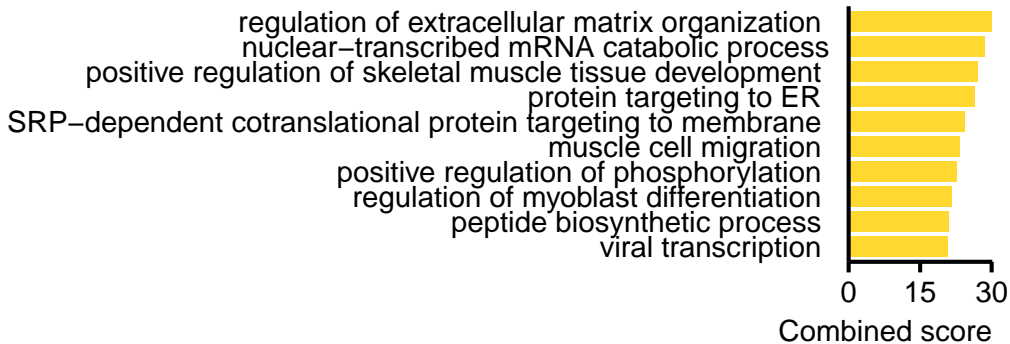 regulation of extracellular matrix organization
nuclear−transcribed mRNA catabolic process
positive regulation of skeletal muscle tissue development
protein targeting to ER
SRP−dependent cotranslational protein targeting to membrane
muscle cell migration
positive regulation of phosphorylation
regulation of myoblast differentiation
peptide biosynthetic process
viral transcription
0 15 30
Combined score